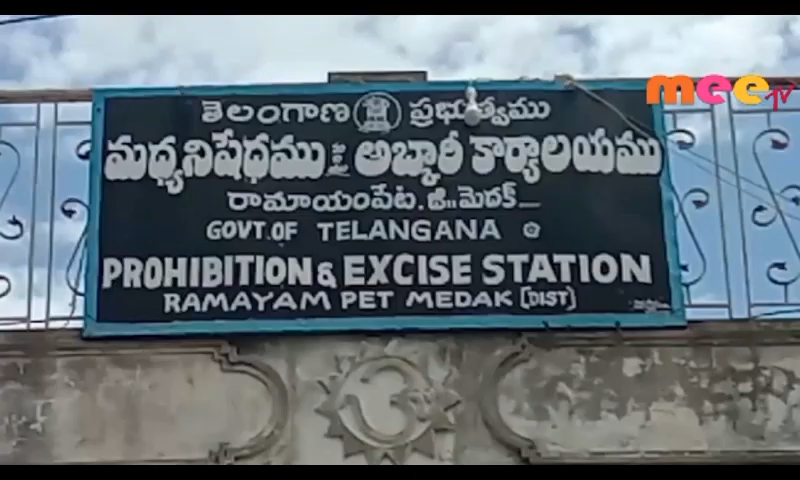 mee TV
తెలంగాణ ప్రభుత్వము
మధ్యనిషేధము అబ్కారీ కార్యాలయము
రామాయంపేట. జి॥ మెదక్
GOVT.OF TELANGANA
PROHIBITION & EXCISE STATION
RAMAYAM PET MEDAK (DIST)